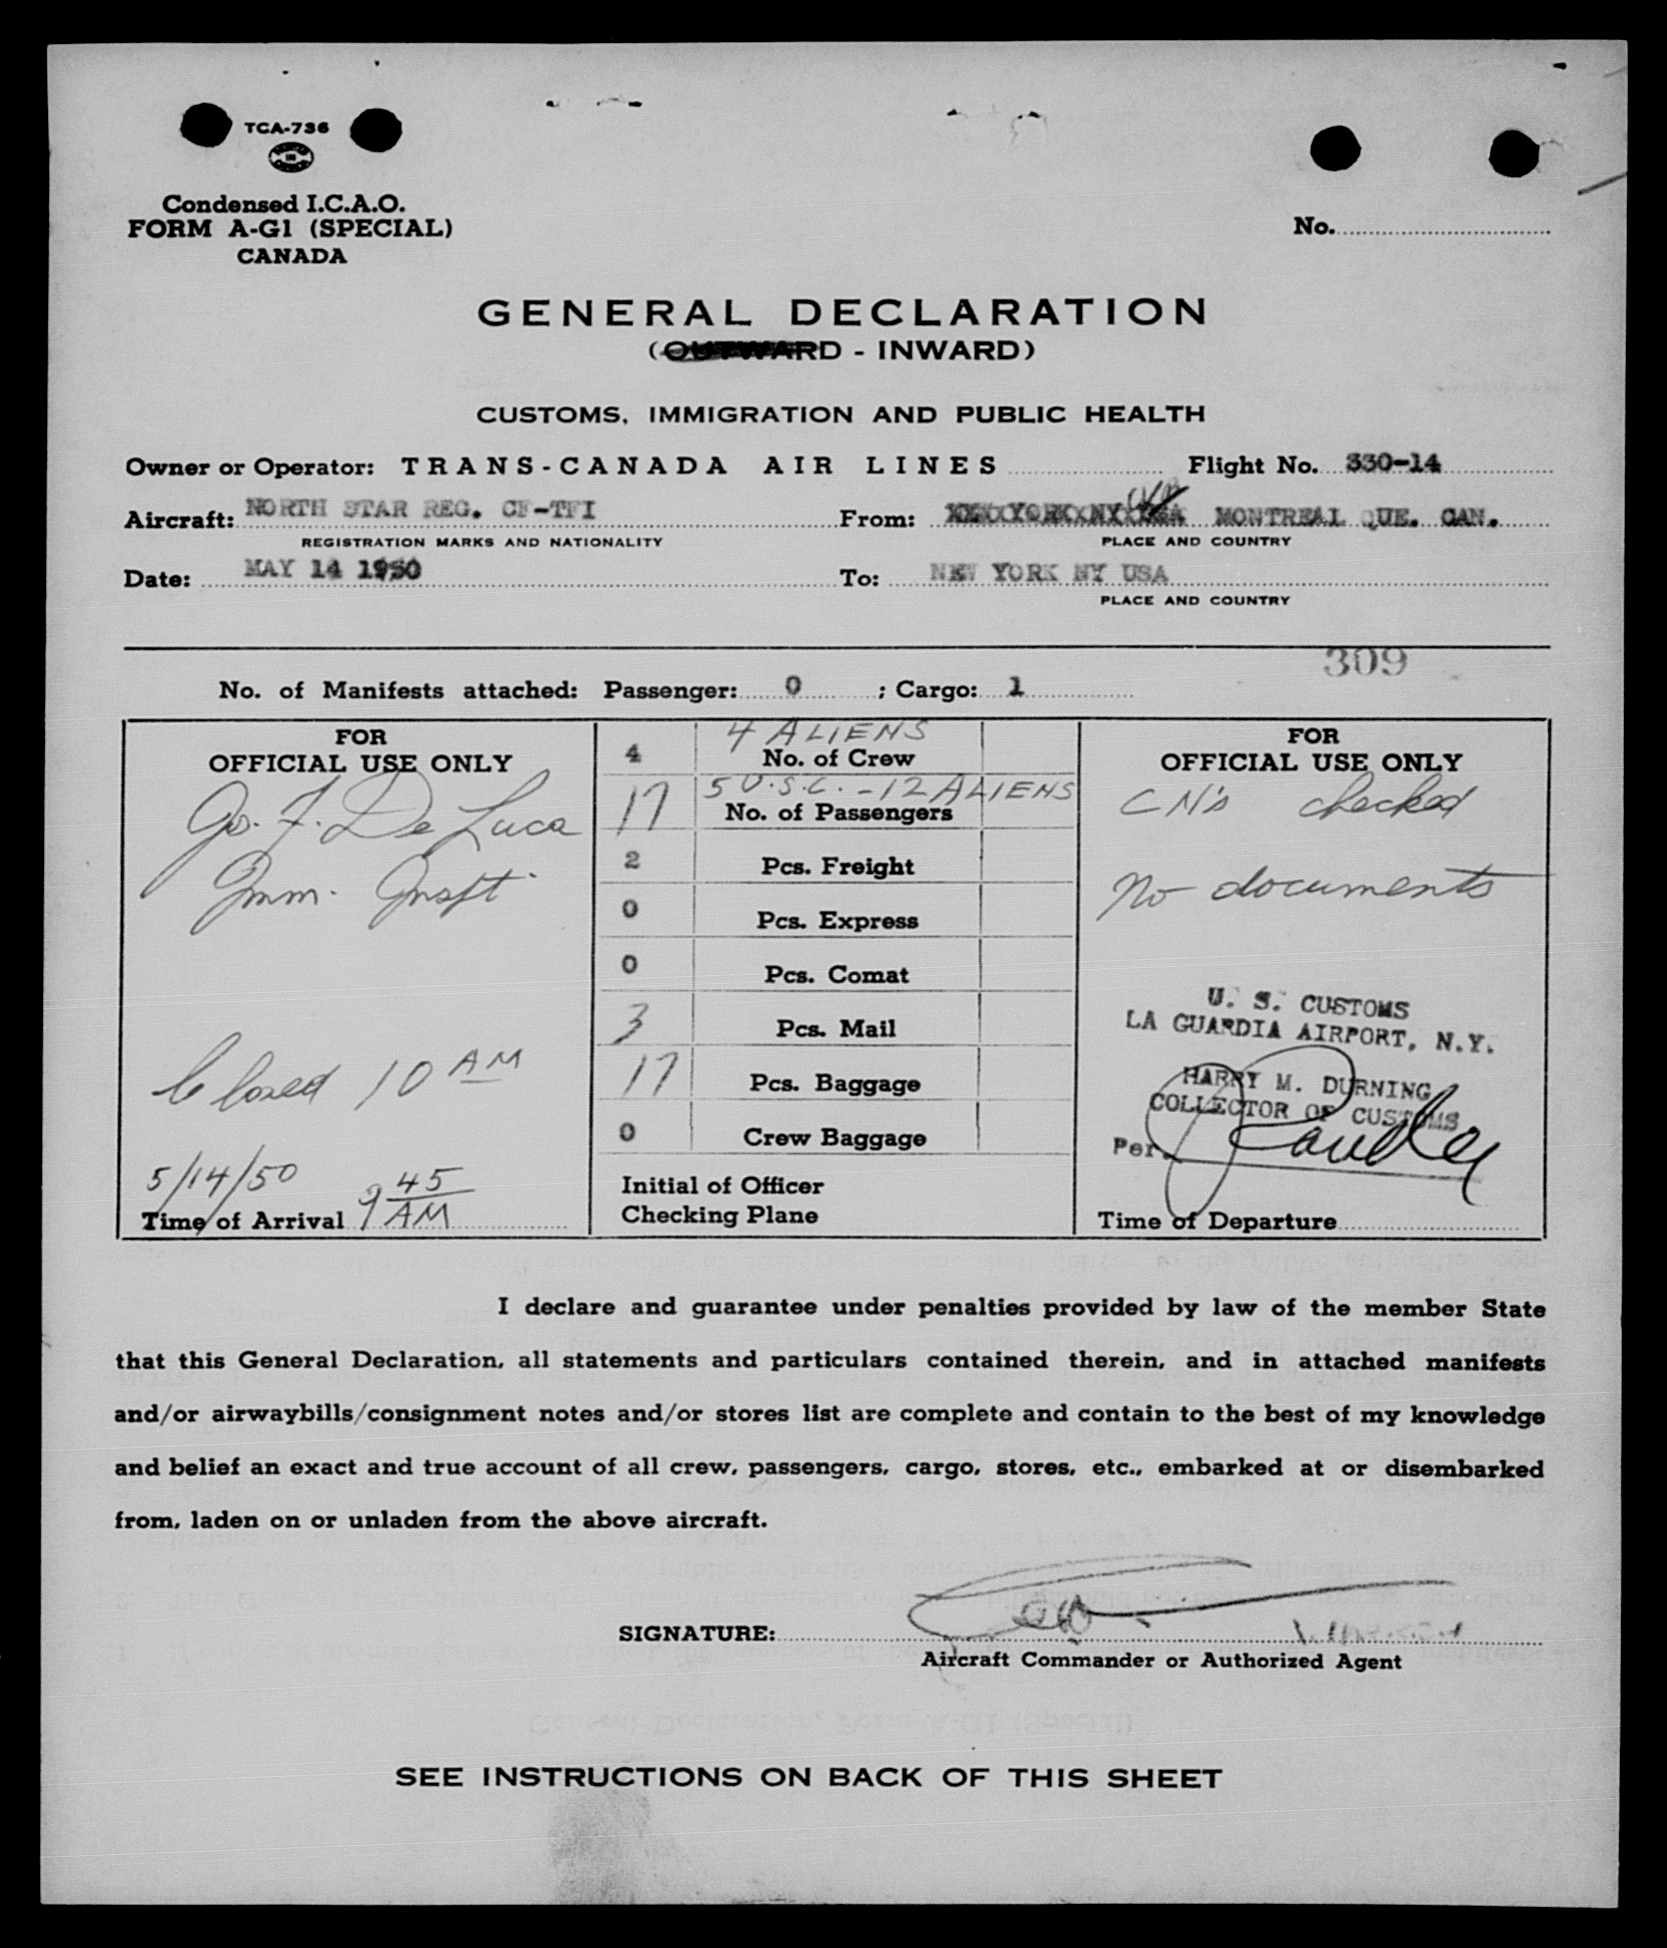 TCA-736
Condensed I.C.A.O.
FORM A-G1 (SPECIAL)
CANADA
No.
GENERAL DECLARATION
(OUTWARD - INWARD)
CUSTOMS, IMMIGRATION AND PUBLIC HEALTH
Owner or Operator: TRANS-CANADA AIR LINES Flight No. 330-14
Aircraft: NORTH STAR REG. CF-TFI From: MONTREAL QUE. CAN.
REGISTRATION MARKS AND NATIONALITY PLACE AND COUNTRY
Date: MAY 14 1950 To: NEW YORK NY USA
PLACE AND COUNTRY
309
No. of Manifests attached: Passenger: 0 ; Cargo: 1
FOR
OFFICIAL USE ONLY
Jo. F. De Luca
Imm. Inspt.
Closed 10 AM
5/14/50
Time of Arrival 9 45 AM
4 ALIENS
4 No. of Crew
5 U.S.C. - 12 ALIENS
17 No. of Passengers
2 Pcs. Freight
0 Pcs. Express
0 Pcs. Comat
3 Pcs. Mail
17 Pcs. Baggage
0 Crew Baggage
Initial of Officer
Checking Plane
FOR
OFFICIAL USE ONLY
CN's checked
No documents
U. S. CUSTOMS
LA GUARDIA AIRPORT, N.Y.
HARRY M. DURNING
COLLECTOR OF CUSTOMS
Per.
Time of Departure
I declare and guarantee under penalties provided by law of the member State
that this General Declaration, all statements and particulars contained therein, and in attached manifests
and/or airwaybills/consignment notes and/or stores list are complete and contain to the best of my knowledge
and belief an exact and true account of all crew, passengers, cargo, stores, etc., embarked at or disembarked
from, laden on or unladen from the above aircraft.
SIGNATURE:
Aircraft Commander or Authorized Agent
SEE INSTRUCTIONS ON BACK OF THIS SHEET